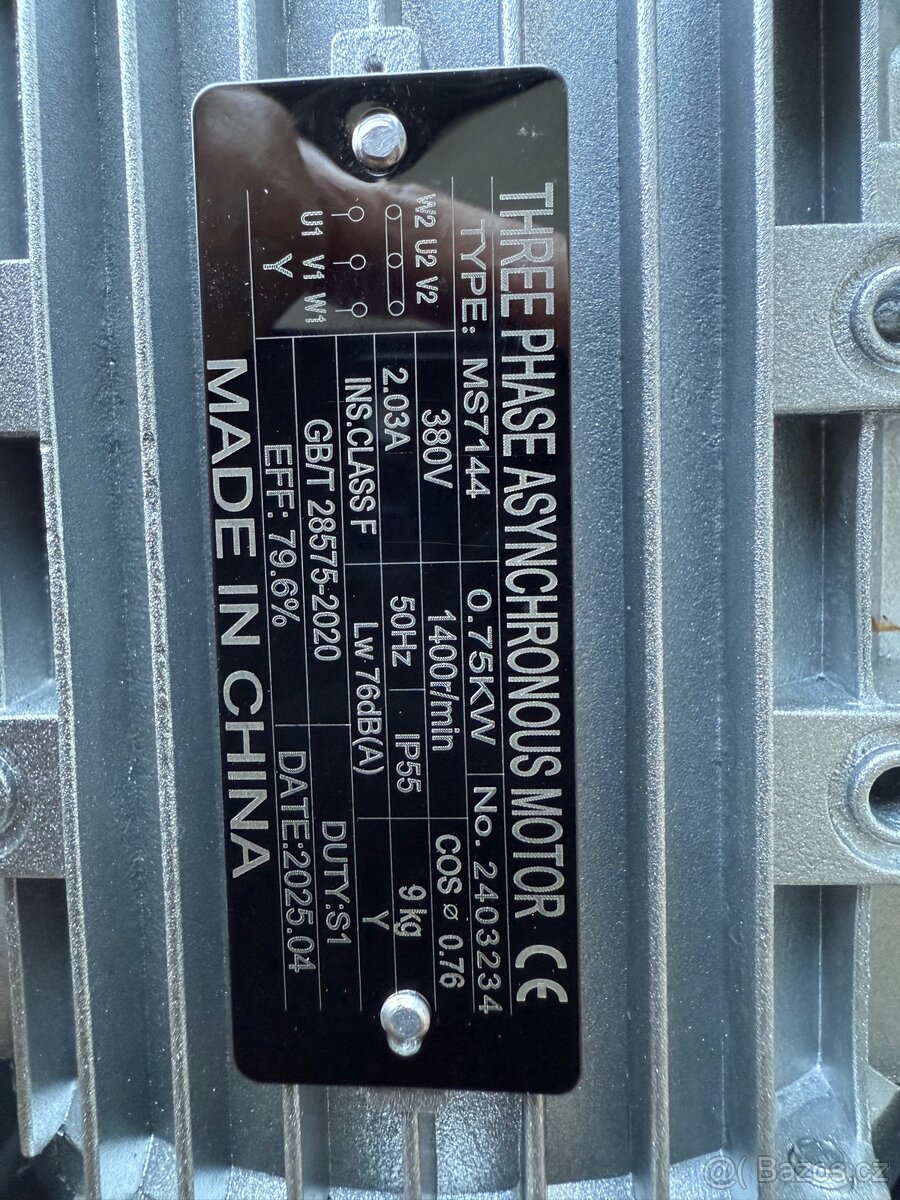 THREE PHASE ASYNCHRONOUS MOTOR CE
TYPE: MS7144 0.75KW No. 2403234
W2 U2 V2 380V 1400r/min COS ø 0.76
2.03A 50Hz IP55 9kg
U1 V1 W1 INS.CLASS F Lw 76dB(A) Y
Y GB/T 28575-2020 DUTY:S1
EFF: 79.6% DATE:2025.04
MADE IN CHINA
Bazos.cz